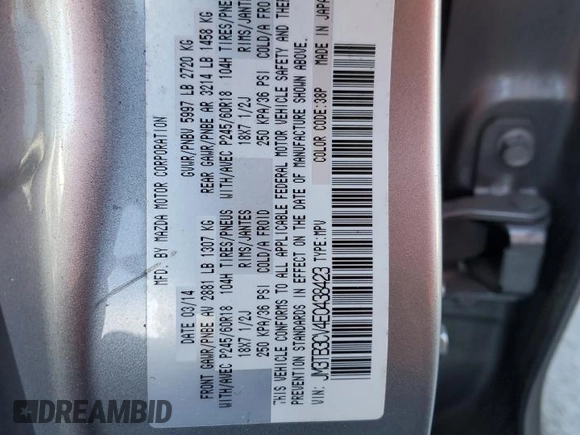 MFD. BY MAZDA MOTOR CORPORATION
DATE 03/14 GVWR/PNBV 5997 LB 2720 KG
FRONT GAWR/PNBE AV 2881 LB 1307 KG REAR GAWR/PNBE AR 3214 LB 1458 KG
WITH/AVEC P245/60R18 104H TIRES/PNEUS WITH/AVEC P245/60R18 104H TIRES/PNE
18X7 1/2J RIMS/JANTES 18X7 1/2J RIMS/JANTES
250 KPA/36 PSI COLD/A FROID 250 KPA/36 PSI COLD/A FRO
THIS VEHICLE CONFORMS TO ALL APPLICABLE FEDERAL MOTOR VEHICLE SAFETY AND THEF
PREVENTION STANDARDS IN EFFECT ON THE DATE OF MANUFACTURE SHOWN ABOVE.
VIN: JM3TB3CV4E0438423 TYPE:MPV COLOR CODE:38P MADE IN JAPA
DREAMBID